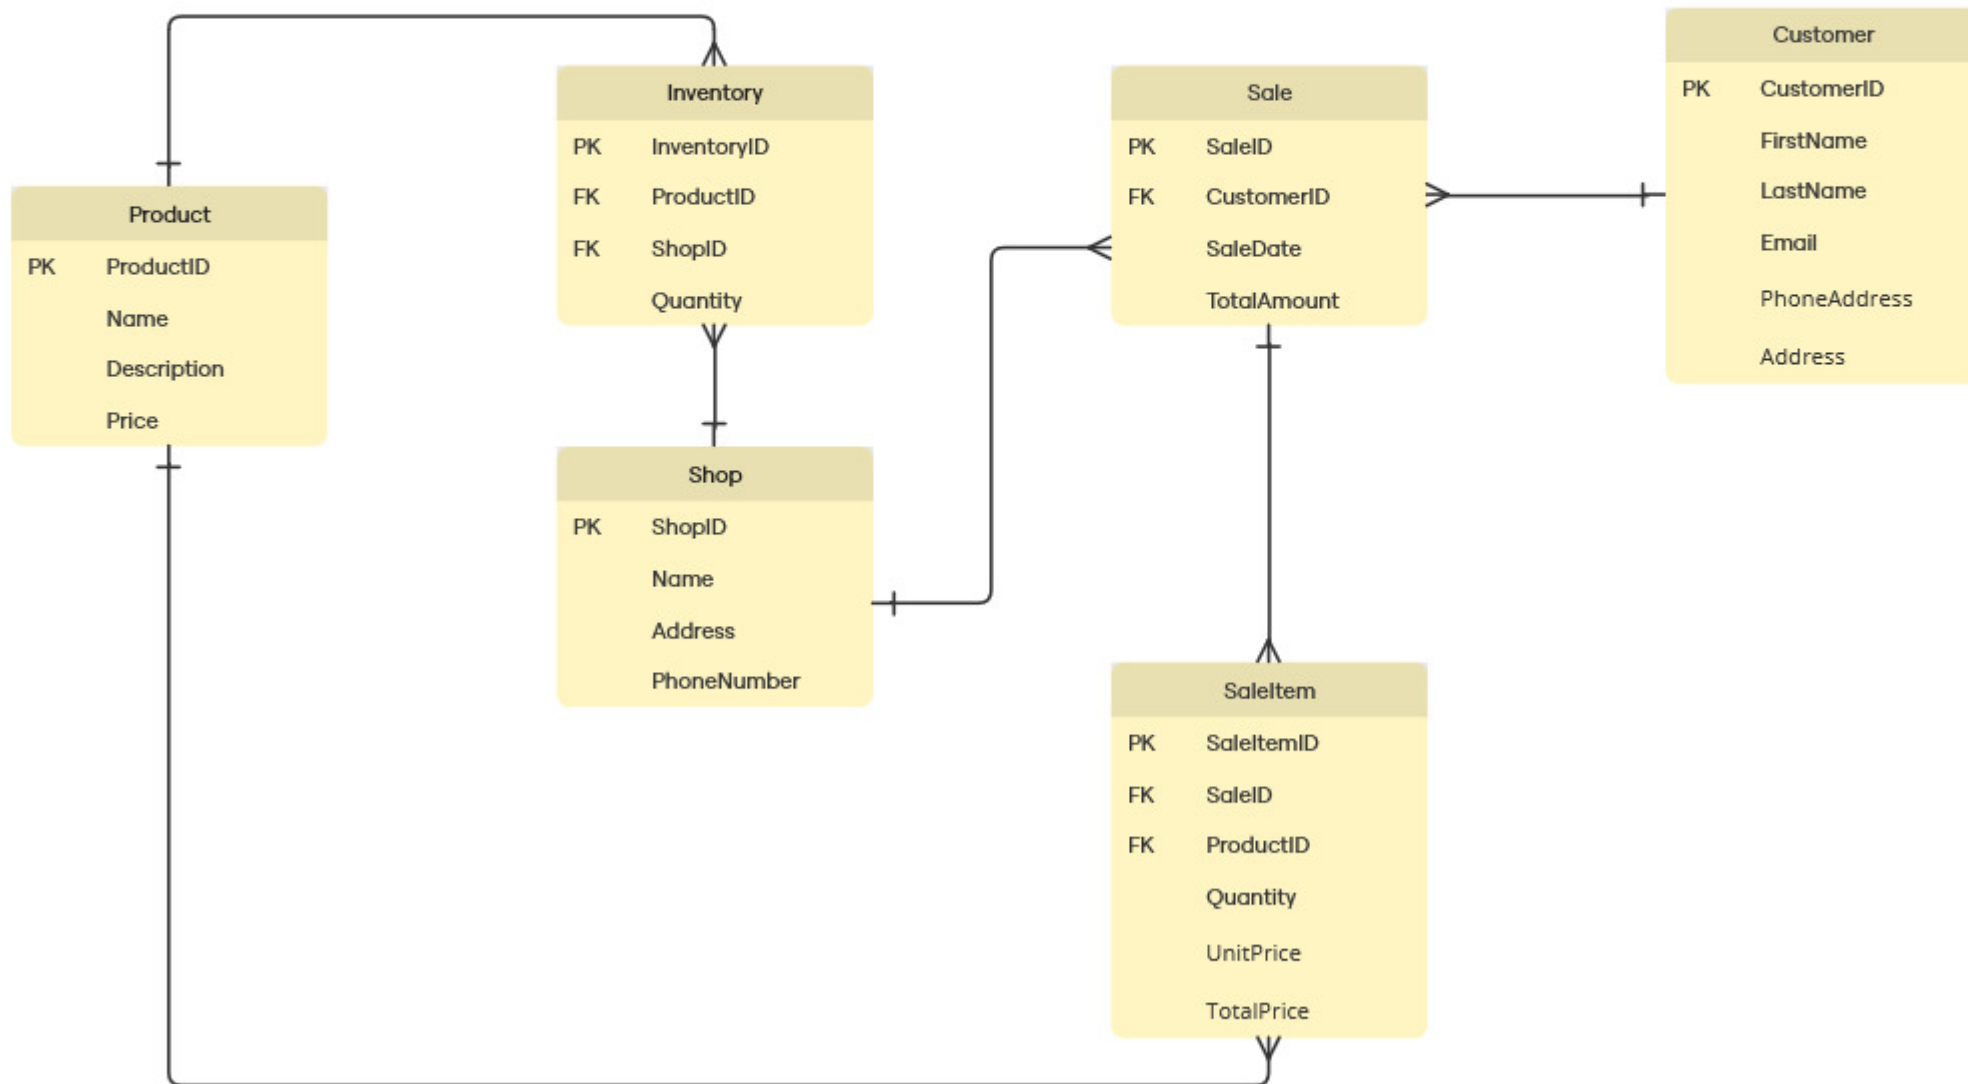 Product
PK ProductID
Name
Description
Price
Inventory
PK InventoryID
FK ProductID
FK ShopID
Quantity
Shop
PK ShopID
Name
Address
PhoneNumber
Sale
PK SaleID
FK CustomerID
SaleDate
TotalAmount
SaleItem
PK SaleItemID
FK SaleID
FK ProductID
Quantity
UnitPrice
TotalPrice
Customer
PK CustomerID
FirstName
LastName
Email
PhoneAddress
Address